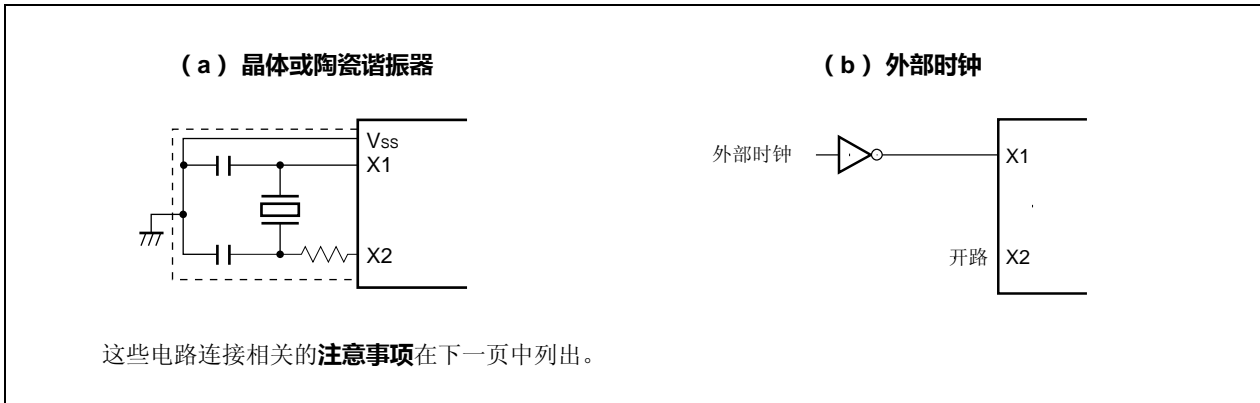 （a）晶体或陶瓷谐振器
VSS
X1
X2
（b）外部时钟
外部时钟
X1
开路
X2
这些电路连接相关的注意事项在下一页中列出。